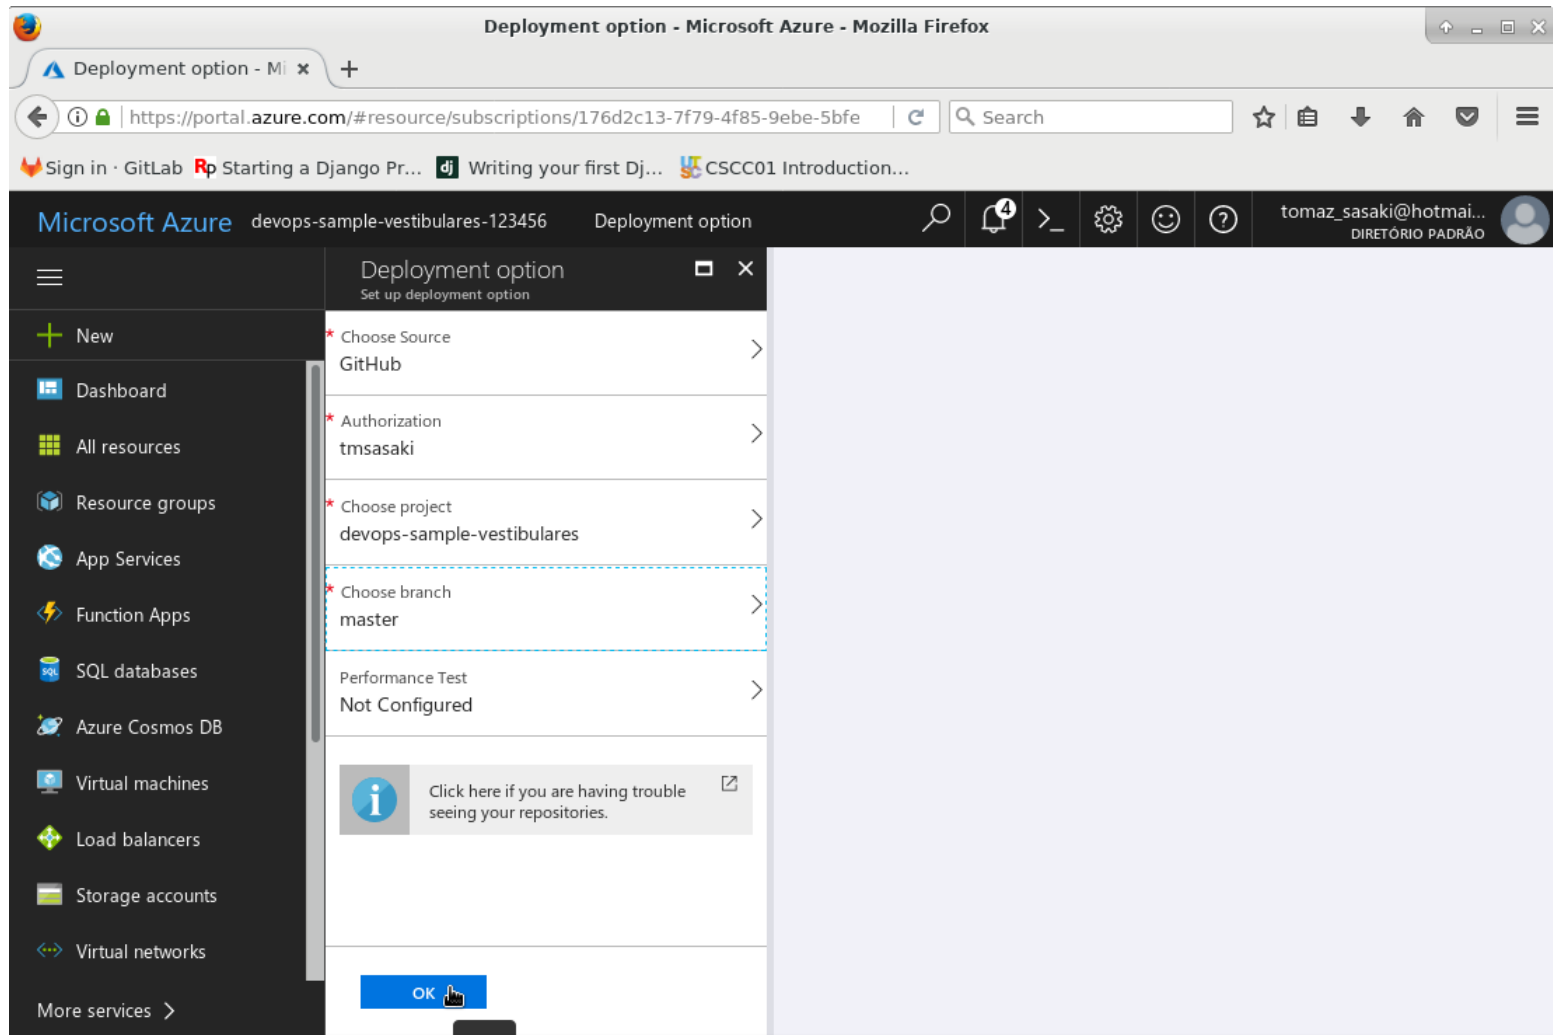 Deployment option - Microsoft Azure - Mozilla Firefox
Deployment option - Mi
https://portal.azure.com/#resource/subscriptions/176d2c13-7f79-4f85-9ebe-5bfe
Search
Sign in · GitLab Rp Starting a Django Pr... dj Writing your first Dj... UTSC CSCC01 Introduction...
Microsoft Azure devops-sample-vestibulares-123456 Deployment option
4
tomaz_sasaki@hotmai...
DIRETÓRIO PADRÃO
New
Dashboard
All resources
Resource groups
App Services
Function Apps
SQL
SQL databases
Azure Cosmos DB
Virtual machines
Load balancers
Storage accounts
Virtual networks
More services
Deployment option
Set up deployment option
* Choose Source
GitHub
* Authorization
tmsasaki
* Choose project
devops-sample-vestibulares
* Choose branch
master
Performance Test
Not Configured
Click here if you are having trouble
seeing your repositories.
OK